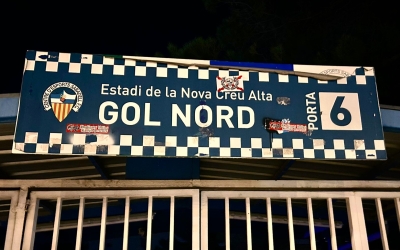 Estadi de la Nova Creu Alta
GOL NORD
PORTA
6